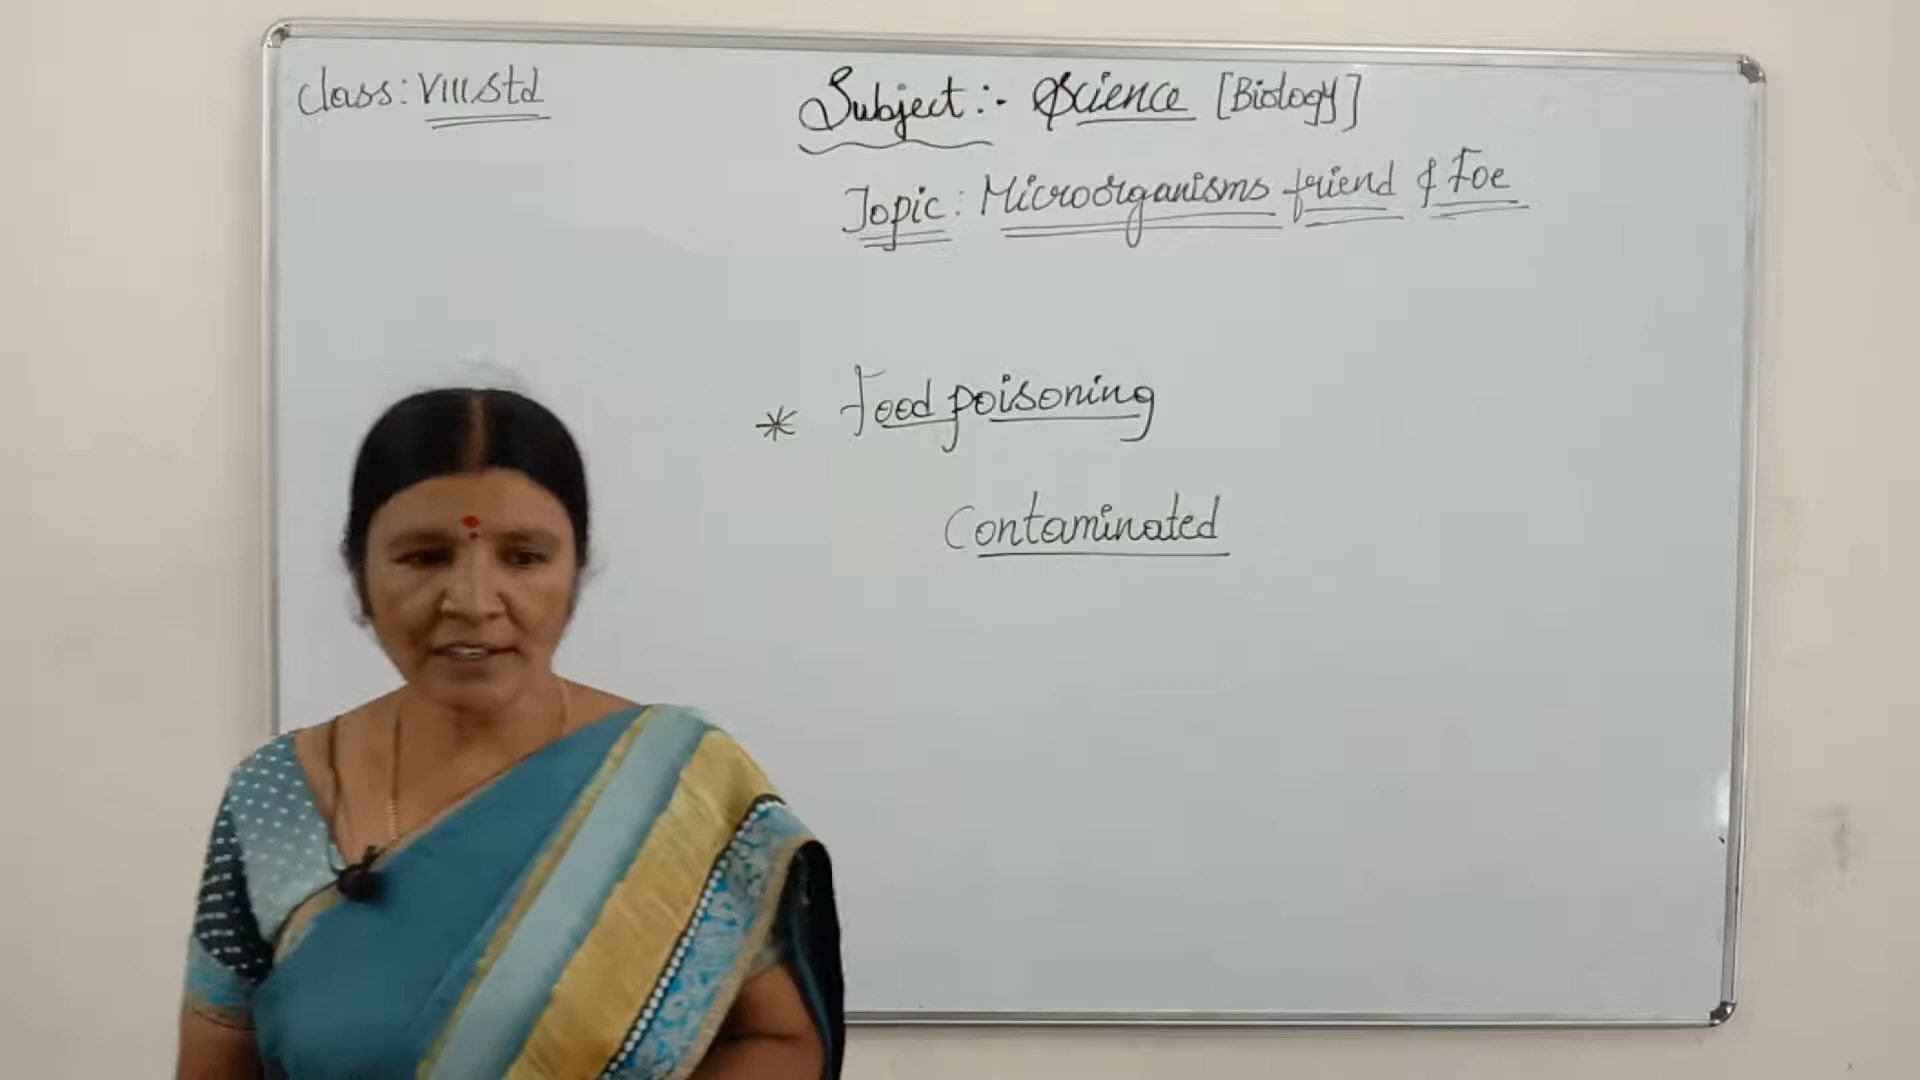 Class: VIII Std
Subject:- Science [Biology]
Topic: Microorganisms friend & Foe
* Food poisoning
Contaminated